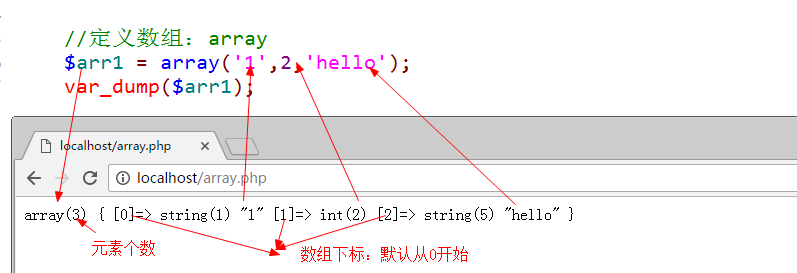 //定义数组：array
$arr1 = array('1',2,'hello');
var_dump($arr1);
localhost/array.php
localhost/array.php
array(3) { [0]=> string(1) "1" [1]=> int(2) [2]=> string(5) "hello" }
元素个数
数组下标：默认从0开始